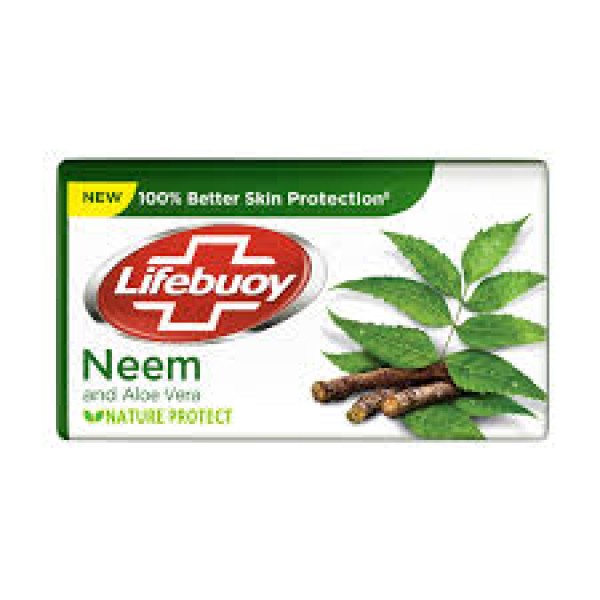 NEW 100% Better Skin Protection*
Lifebuoy
Neem
and Aloe Vera
NATURE PROTECT